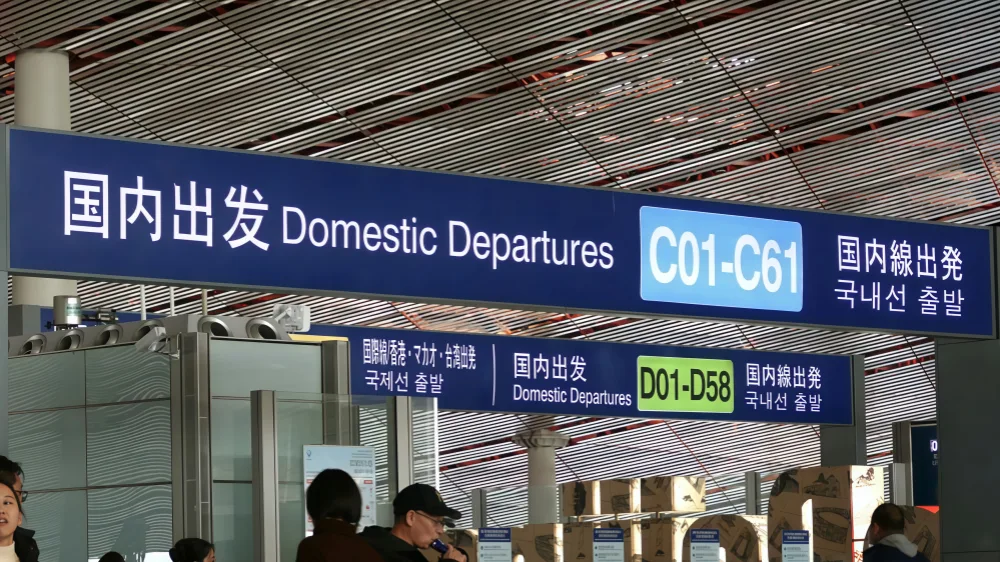 国内出发 Domestic Departures
C01-C61
国内線出発
국내선 출발
国際線/香港・マカオ・台湾出発
국제선 출발
国内出发
Domestic Departures
D01-D58
国内線出発
국내선 출발